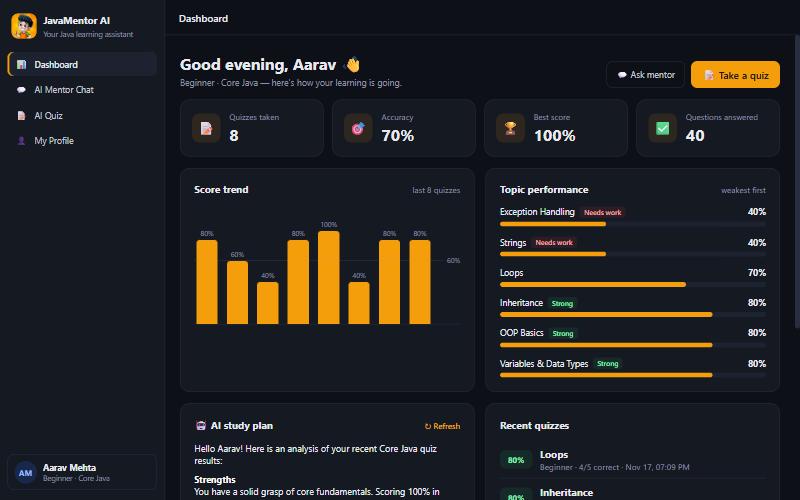 JavaMentor AI
Your Java learning assistant
Dashboard
AI Mentor Chat
AI Quiz
My Profile
AM
Aarav Mehta
Beginner · Core Java
Dashboard
Good evening, Aarav
Beginner · Core Java — here's how your learning is going.
Ask mentor
Take a quiz
Quizzes taken
8
Accuracy
70%
Best score
100%
Questions answered
40
Score trend
last 8 quizzes
80%
60%
40%
80%
100%
40%
80%
80%
60%
Topic performance
weakest first
Exception Handling Needs work 40%
Strings Needs work 40%
Loops 70%
Inheritance Strong 80%
OOP Basics Strong 80%
Variables & Data Types Strong 80%
AI study plan
↻ Refresh
Hello Aarav! Here is an analysis of your recent Core Java quiz
results:
Strengths
You have a solid grasp of core fundamentals. Scoring 100% in
Recent quizzes
80%
Loops
Beginner · 4/5 correct · Nov 17, 07:09 PM
80%
Inheritance